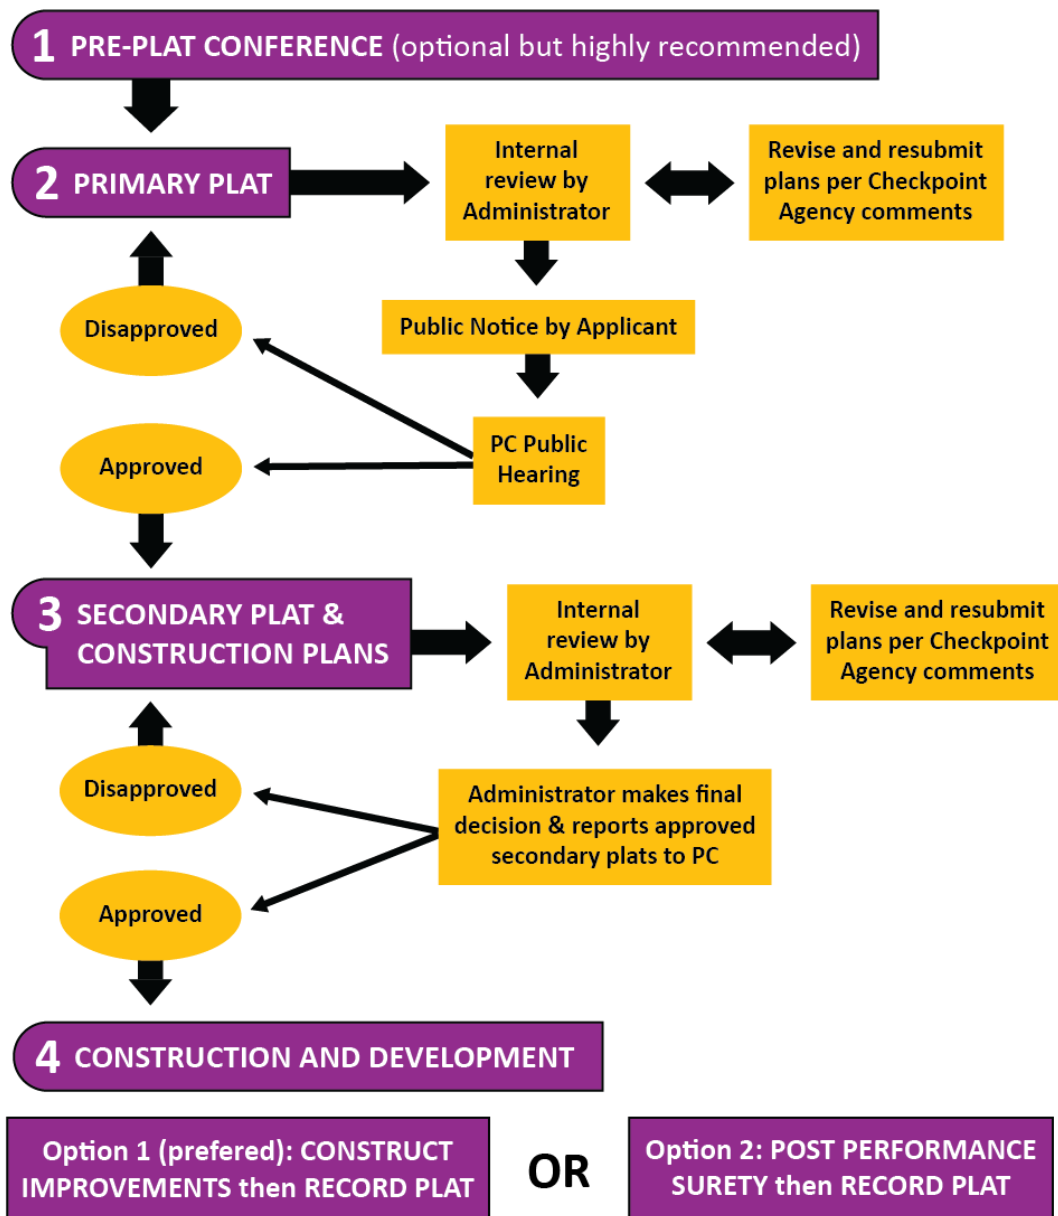 1 PRE-PLAT CONFERENCE (optional but highly recommended)
2 PRIMARY PLAT
Internal
review by
Administrator
Revise and resubmit
plans per Checkpoint
Agency comments
Disapproved
Public Notice by Applicant
Approved
PC Public
Hearing
3 SECONDARY PLAT &
CONSTRUCTION PLANS
Internal
review by
Administrator
Revise and resubmit
plans per Checkpoint
Agency comments
Disapproved
Administrator makes final
decision & reports approved
secondary plats to PC
Approved
4 CONSTRUCTION AND DEVELOPMENT
Option 1 (prefered): CONSTRUCT
IMPROVEMENTS then RECORD PLAT
OR
Option 2: POST PERFORMANCE
SURETY then RECORD PLAT